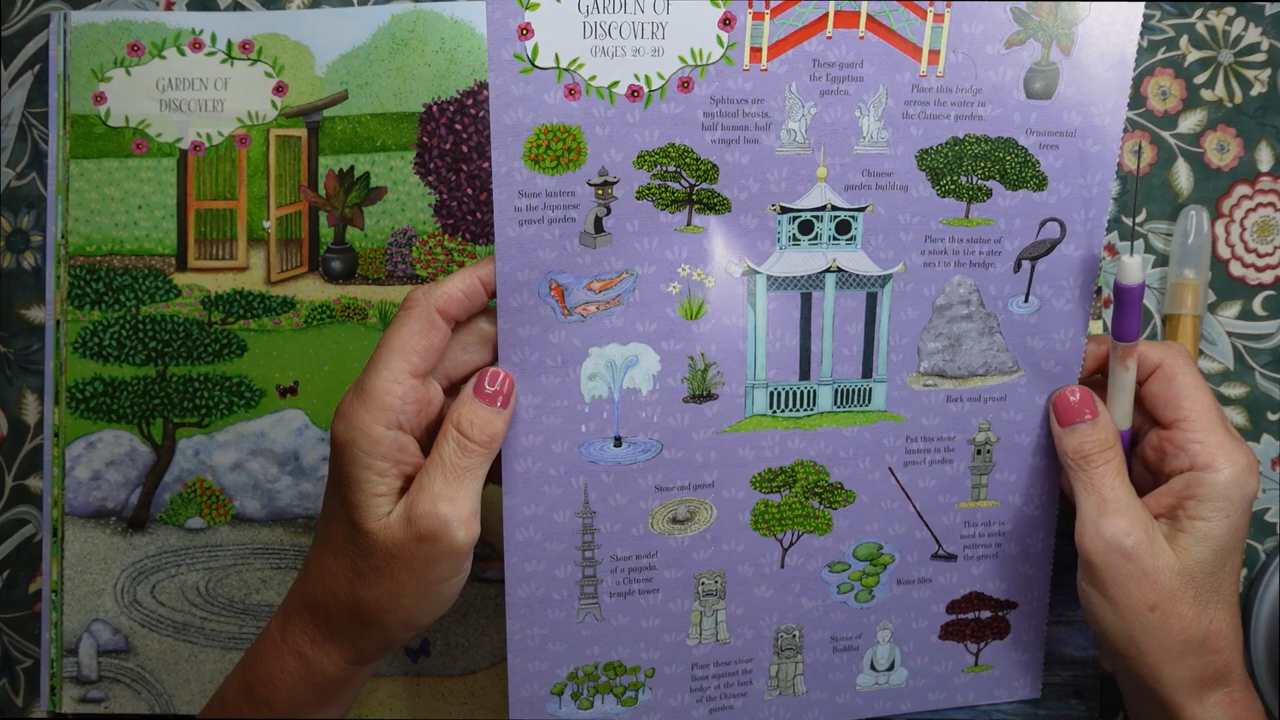 GARDEN OF
DISCOVERY
GARDEN OF
DISCOVERY
(PAGES 20-21)
These guard
the Egyptian
garden.
Place this bridge
across the water in
the Chinese garden.
Sphinxes are
mythical beasts,
half human, half
winged lion.
Ornamental
trees
Chinese
garden building
Stone lantern
in the Japanese
gravel garden
Place this statue of
a stork in the water
next to the bridge.
Rock and gravel
Put this stone
lantern in the
gravel garden
Stone and gravel
This rake is
used to make
patterns in
the gravel.
Stone model
of a pagoda,
a Chinese
temple tower
Water lilies
Statue of
Buddha
Place these stone
lions against the
hedge at the back
of the Chinese
garden.